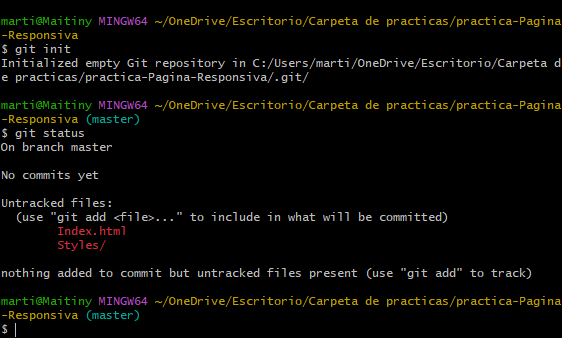 marti@Maitiny MINGW64 ~/OneDrive/Escritorio/Carpeta de practicas/practica-Pagina
-Responsiva
$ git init
Initialized empty Git repository in C:/Users/marti/OneDrive/Escritorio/Carpeta d
e practicas/practica-Pagina-Responsiva/.git/
marti@Maitiny MINGW64 ~/OneDrive/Escritorio/Carpeta de practicas/practica-Pagina
-Responsiva (master)
$ git status
On branch master
No commits yet
Untracked files:
  (use "git add <file>..." to include in what will be committed)
        Index.html
        Styles/
nothing added to commit but untracked files present (use "git add" to track)
marti@Maitiny MINGW64 ~/OneDrive/Escritorio/Carpeta de practicas/practica-Pagina
-Responsiva (master)
$